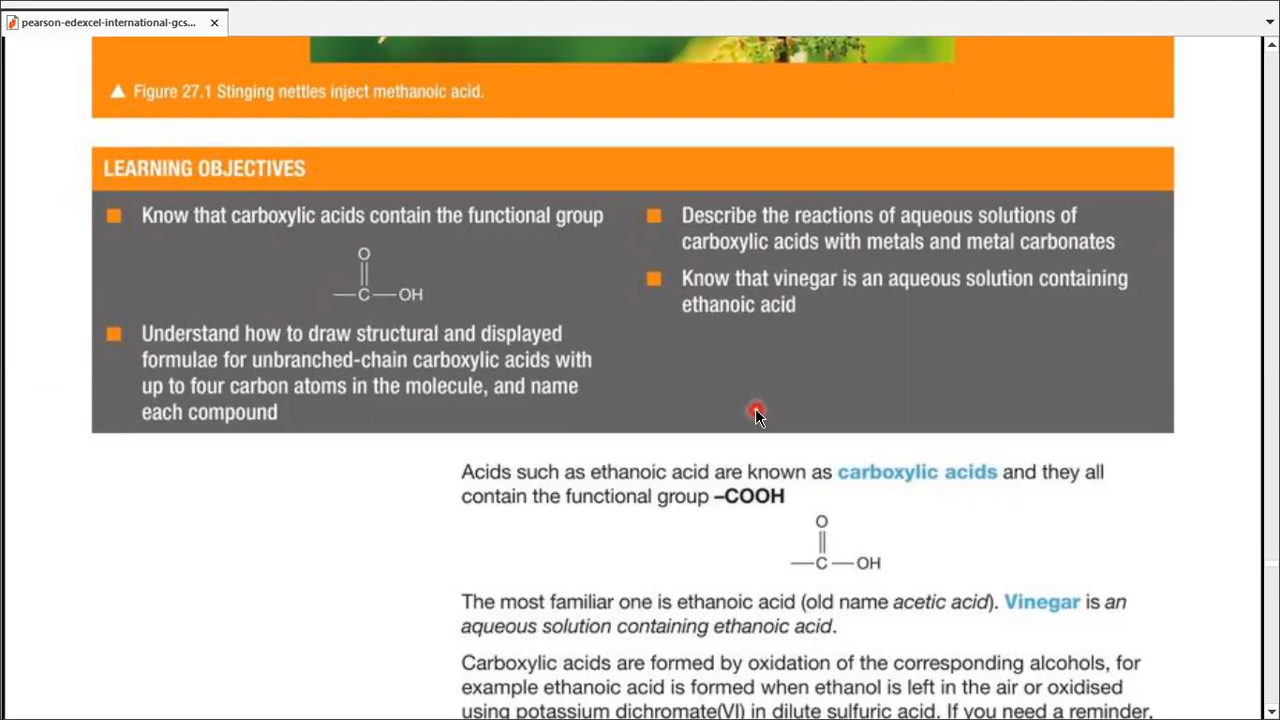 pearson-edexcel-international-gcs...
Figure 27.1 Stinging nettles inject methanoic acid.
LEARNING OBJECTIVES
Know that carboxylic acids contain the functional group
O
C OH
Understand how to draw structural and displayed
formulae for unbranched-chain carboxylic acids with
up to four carbon atoms in the molecule, and name
each compound
Describe the reactions of aqueous solutions of
carboxylic acids with metals and metal carbonates
Know that vinegar is an aqueous solution containing
ethanoic acid
Acids such as ethanoic acid are known as carboxylic acids and they all
contain the functional group –COOH
O
C OH
The most familiar one is ethanoic acid (old name acetic acid). Vinegar is an
aqueous solution containing ethanoic acid.
Carboxylic acids are formed by oxidation of the corresponding alcohols, for
example ethanoic acid is formed when ethanol is left in the air or oxidised
using potassium dichromate(VI) in dilute sulfuric acid. If you need a reminder,